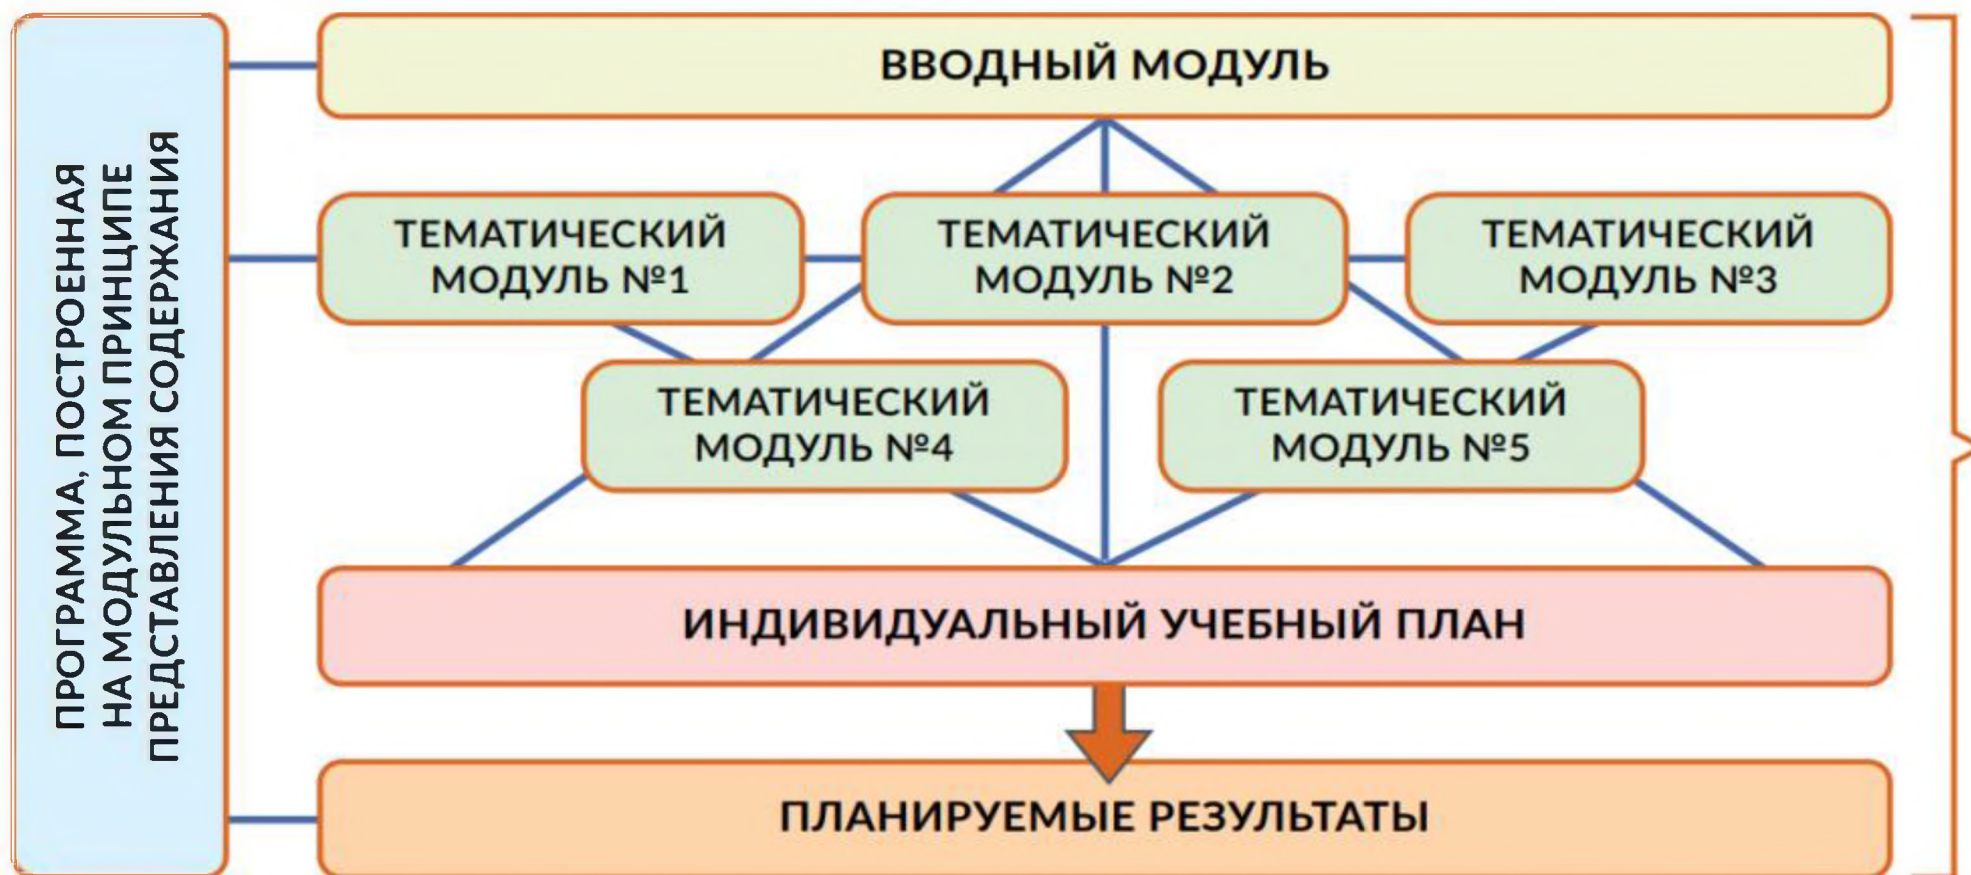 ПРОГРАММА, ПОСТРОЕННАЯ
НА МОДУЛЬНОМ ПРИНЦИПЕ
ПРЕДСТАВЛЕНИЯ СОДЕРЖАНИЯ
ВВОДНЫЙ МОДУЛЬ
ТЕМАТИЧЕСКИЙ
МОДУЛЬ №1
ТЕМАТИЧЕСКИЙ
МОДУЛЬ №2
ТЕМАТИЧЕСКИЙ
МОДУЛЬ №3
ТЕМАТИЧЕСКИЙ
МОДУЛЬ №4
ТЕМАТИЧЕСКИЙ
МОДУЛЬ №5
ИНДИВИДУАЛЬНЫЙ УЧЕБНЫЙ ПЛАН
ПЛАНИРУЕМЫЕ РЕЗУЛЬТАТЫ